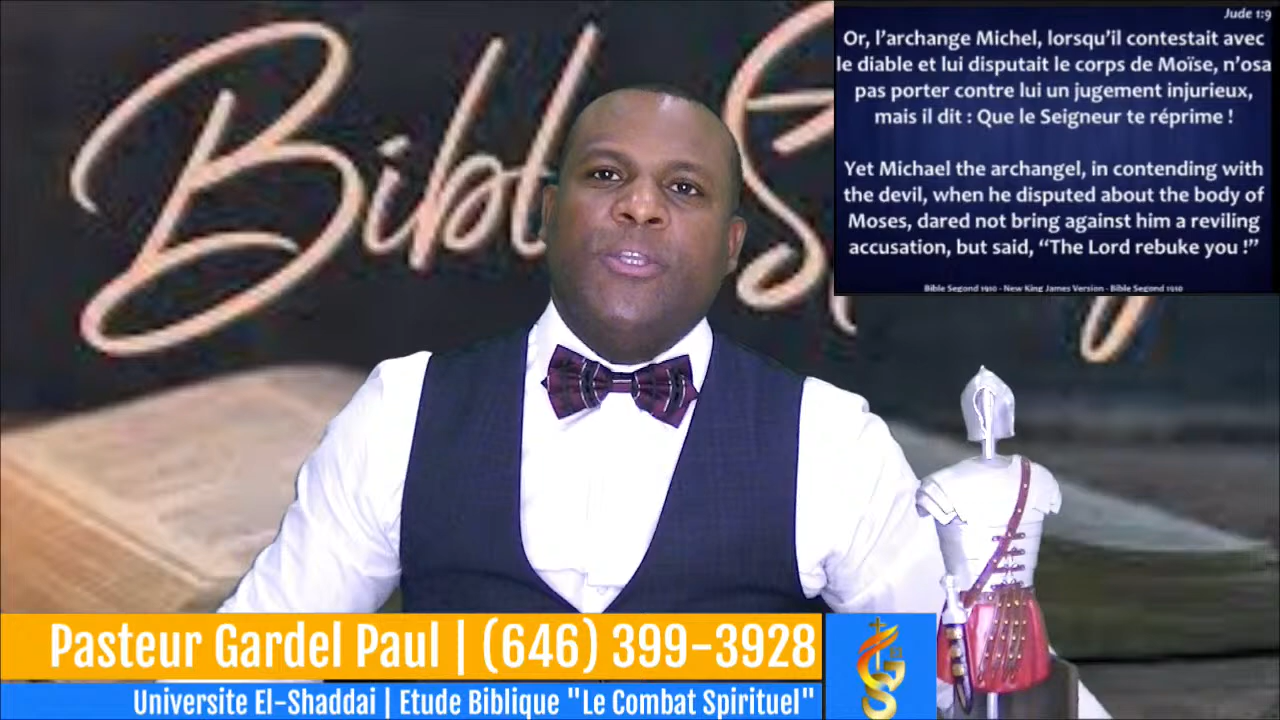 Bibl S y
Jude 1:9
Or, l'archange Michel, lorsqu'il contestait avec
le diable et lui disputait le corps de Moïse, n'osa
pas porter contre lui un jugement injurieux,
mais il dit : Que le Seigneur te réprime !
Yet Michael the archangel, in contending with
the devil, when he disputed about the body of
Moses, dared not bring against him a reviling
accusation, but said, “The Lord rebuke you !”
Bible Segond 1910 - New King James Version - Bible Segond 1910
Pasteur Gardel Paul | (646) 399-3928
Universite El-Shaddai | Etude Biblique "Le Combat Spirituel"